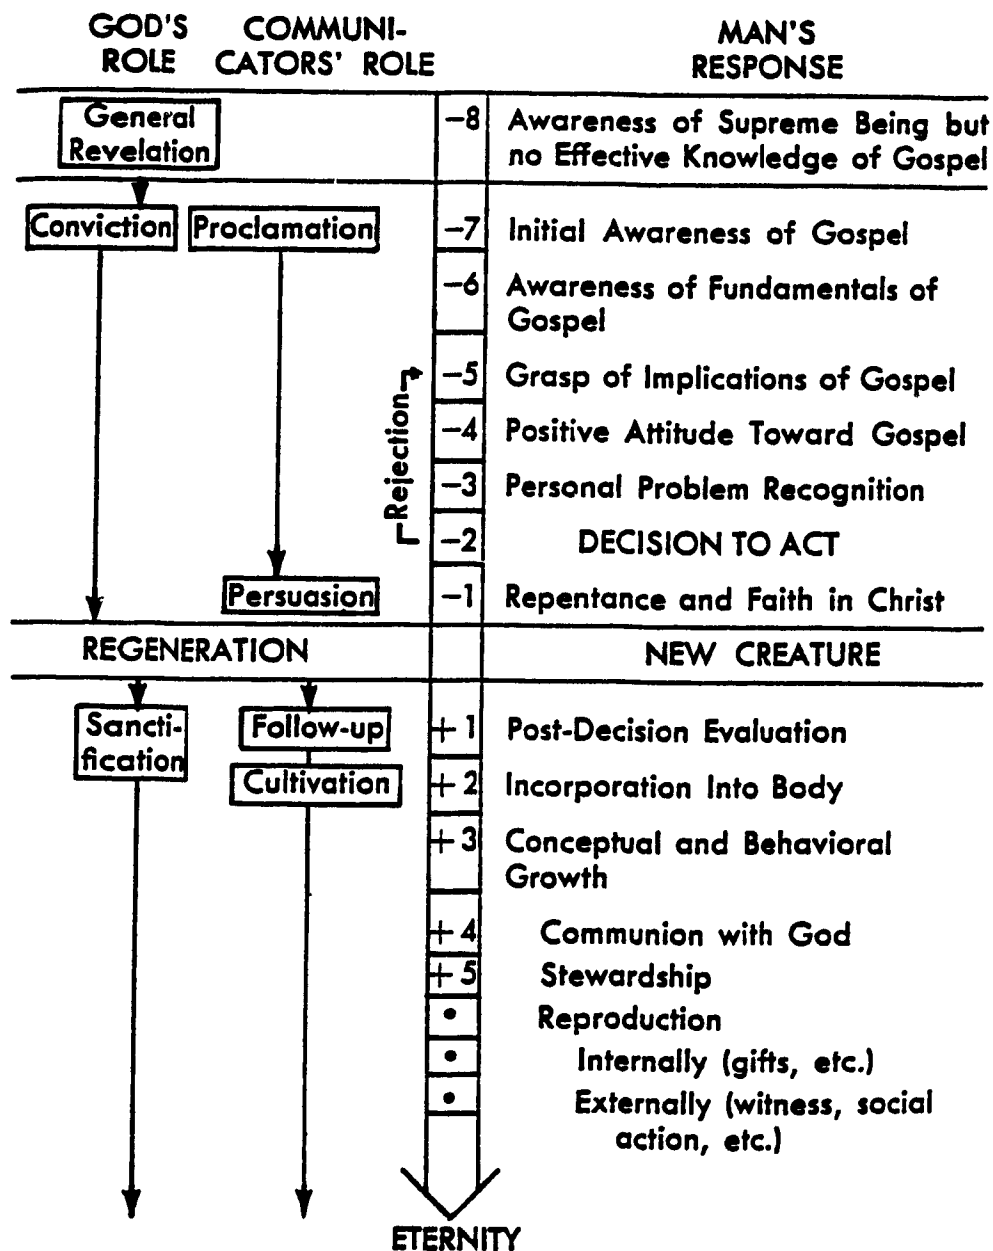 GOD'S ROLE
COMMUNI-
CATORS' ROLE
MAN'S
RESPONSE
General
Revelation
−8 Awareness of Supreme Being but
no Effective Knowledge of Gospel
Conviction Proclamation −7 Initial Awareness of Gospel
−6 Awareness of Fundamentals of
Gospel
Rejection
−5 Grasp of Implications of Gospel
−4 Positive Attitude Toward Gospel
−3 Personal Problem Recognition
−2 DECISION TO ACT
Persuasion −1 Repentance and Faith in Christ
REGENERATION NEW CREATURE
Sancti-
fication
Follow-up +1 Post-Decision Evaluation
Cultivation +2 Incorporation Into Body
+3 Conceptual and Behavioral
Growth
+4 Communion with God
+5 Stewardship
• Reproduction
• Internally (gifts, etc.)
• Externally (witness, social
action, etc.)
ETERNITY